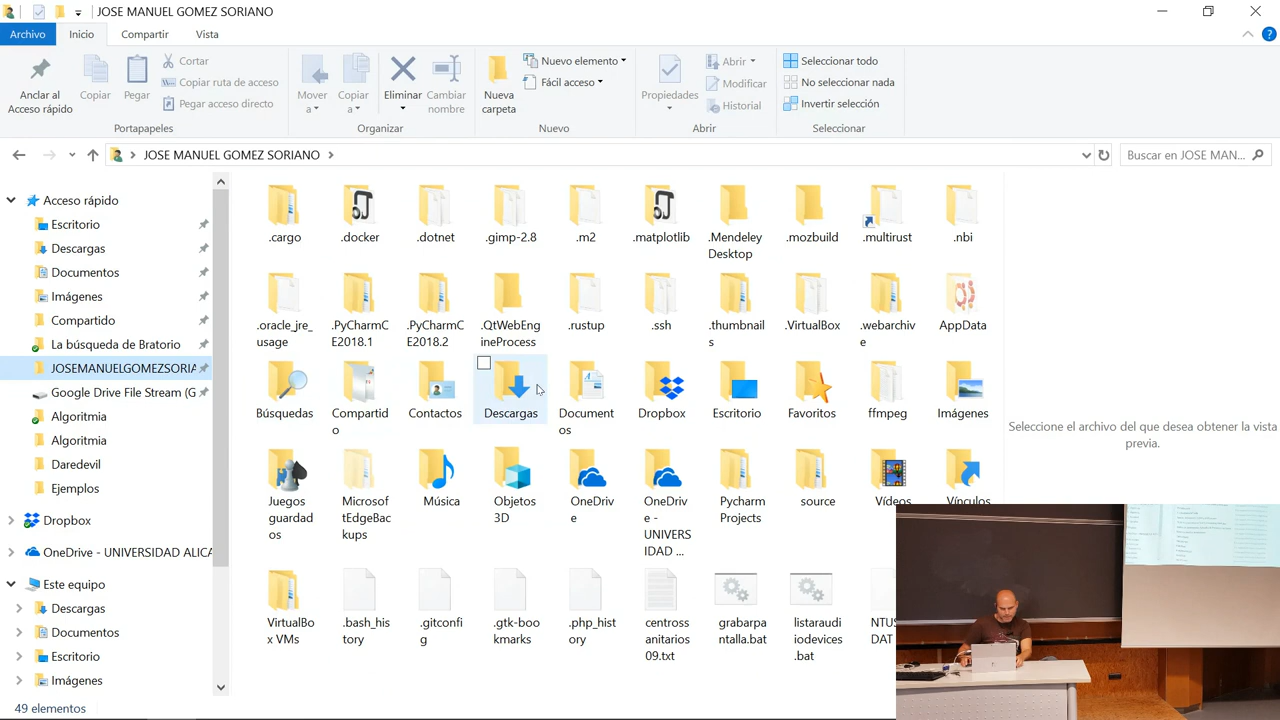 JOSE MANUEL GOMEZ SORIANO
Archivo
Inicio
Compartir
Vista
Anclar al
Acceso rápido
Copiar
Pegar
Cortar
Copiar ruta de acceso
Pegar acceso directo
Portapapeles
Mover
a
Copiar
a
Eliminar
Cambiar
nombre
Organizar
Nueva
carpeta
Nuevo elemento
Fácil acceso
Nuevo
Propiedades
Abrir
Modificar
Historial
Abrir
Seleccionar todo
No seleccionar nada
Invertir selección
Seleccionar
JOSE MANUEL GOMEZ SORIANO
Buscar en JOSE MAN...
Acceso rápido
Escritorio
Descargas
Documentos
Imágenes
Compartido
La búsqueda de Bratorio
JOSEMANUELGOMEZSORIA
Google Drive File Stream (G
Algoritmia
Algoritmia
Daredevil
Ejemplos
Dropbox
OneDrive - UNIVERSIDAD ALICA
Este equipo
Descargas
Documentos
Escritorio
Imágenes
.cargo
.docker
.dotnet
.gimp-2.8
.m2
.matplotlib
.Mendeley
Desktop
.mozbuild
.multirust
.nbi
.oracle_jre_
usage
.PyCharmC
E2018.1
.PyCharmC
E2018.2
.QtWebEng
ineProcess
.rustup
.ssh
.thumbnail
s
.VirtualBox
.webarchiv
e
AppData
Búsquedas
Compartid
o
Contactos
Descargas
Document
os
Dropbox
Escritorio
Favoritos
ffmpeg
Imágenes
Juegos
guardad
os
Microsof
tEdgeBac
kups
Música
Objetos
3D
OneDriv
e
OneDriv
e -
UNIVERS
IDAD ...
Pycharm
Projects
source
Vídeos
Vínculos
Virtualbo
x VMs
.bash_his
tory
.gitconfi
g
.gtk-boo
kmarks
.php_hist
ory
centross
anitarios
09.txt
grabarpa
ntalla.bat
listaraudi
odevices
.bat
NTUS
DAT
Seleccione el archivo del que desea obtener la vista
previa.
49 elementos